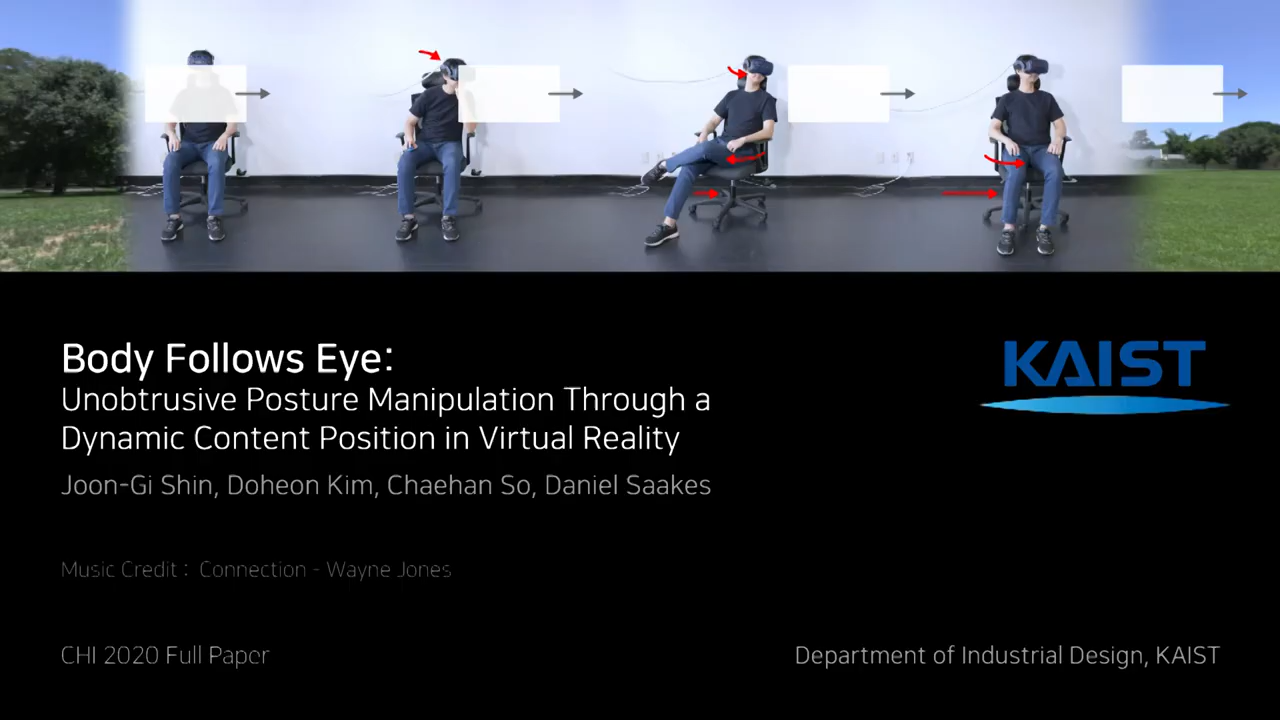 Body Follows Eye:
Unobtrusive Posture Manipulation Through a
Dynamic Content Position in Virtual Reality
Joon-Gi Shin, Doheon Kim, Chaehan So, Daniel Saakes
KAIST
Music Credit : Connection - Wayne Jones
CHI 2020 Full Paper
Department of Industrial Design, KAIST